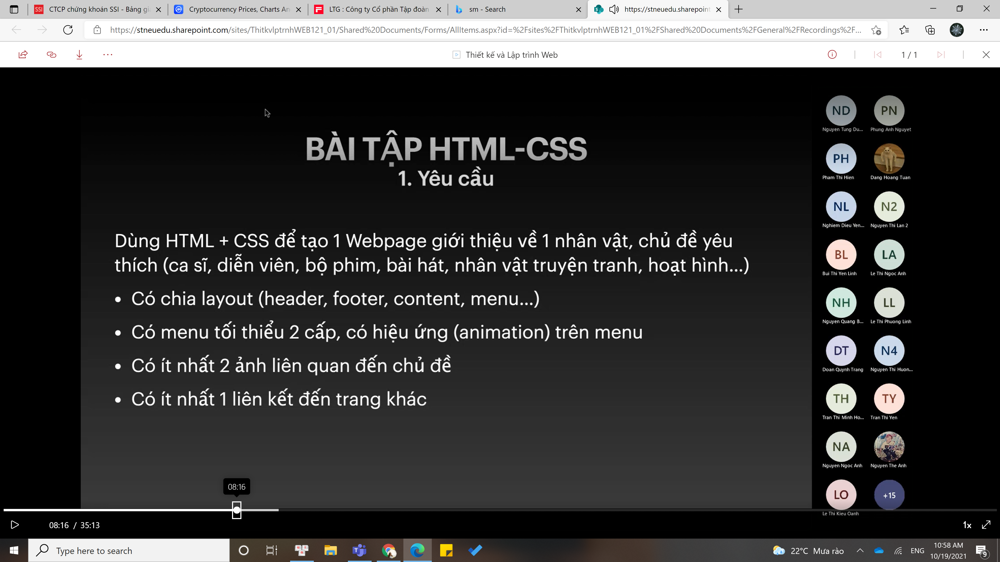 SSI CTCP chứng khoán SSI - Bảng gi
Cryptocurrency Prices, Charts An
LTG : Công ty Cổ phần Tập đoàn
sm - Search
https://stneuedu.sharepoint
https://stneuedu.sharepoint.com/sites/ThitkvlptrnhWEB121_01/Shared%20Documents/Forms/AllItems.aspx?id=%2Fsites%2FThitkvlptrnhWEB121_01%2FShared%20Documents%2FGeneral%2FRecordings%2F...
Thiết kế và Lập trình Web
1 / 1
BÀI TẬP HTML-CSS
1. Yêu cầu
Dùng HTML + CSS để tạo 1 Webpage giới thiệu về 1 nhân vật, chủ đề yêu
thích (ca sĩ, diễn viên, bộ phim, bài hát, nhân vật truyện tranh, hoạt hình...)
• Có chia layout (header, footer, content, menu...)
• Có menu tối thiểu 2 cấp, có hiệu ứng (animation) trên menu
• Có ít nhất 2 ảnh liên quan đến chủ đề
• Có ít nhất 1 liên kết đến trang khác
ND PN
Nguyen Tung Du... Phung Anh Nguyet
PH
Pham Thi Hien Dang Hoang Tuan
NL N2
Nghiem Dieu Yen... Nguyen Thi Lan 2
BL LA
Bui Thi Yen Linh Le Thi Ngoc Anh
NH LL
Nguyen Quang B... Le Thi Phuong Linh
DT N4
Doan Quynh Trang Nguyen Thi Huon...
TH TY
Tran Thi Minh Ho... Tran Thi Yen
NA
Nguyen Ngoc Anh Nguyen The Anh
LO +15
Le Thi Kieu Oanh
08:16
08:16 / 35:13
1x
Type here to search
22°C Mưa rào
ENG
10:58 AM
10/19/2021
9